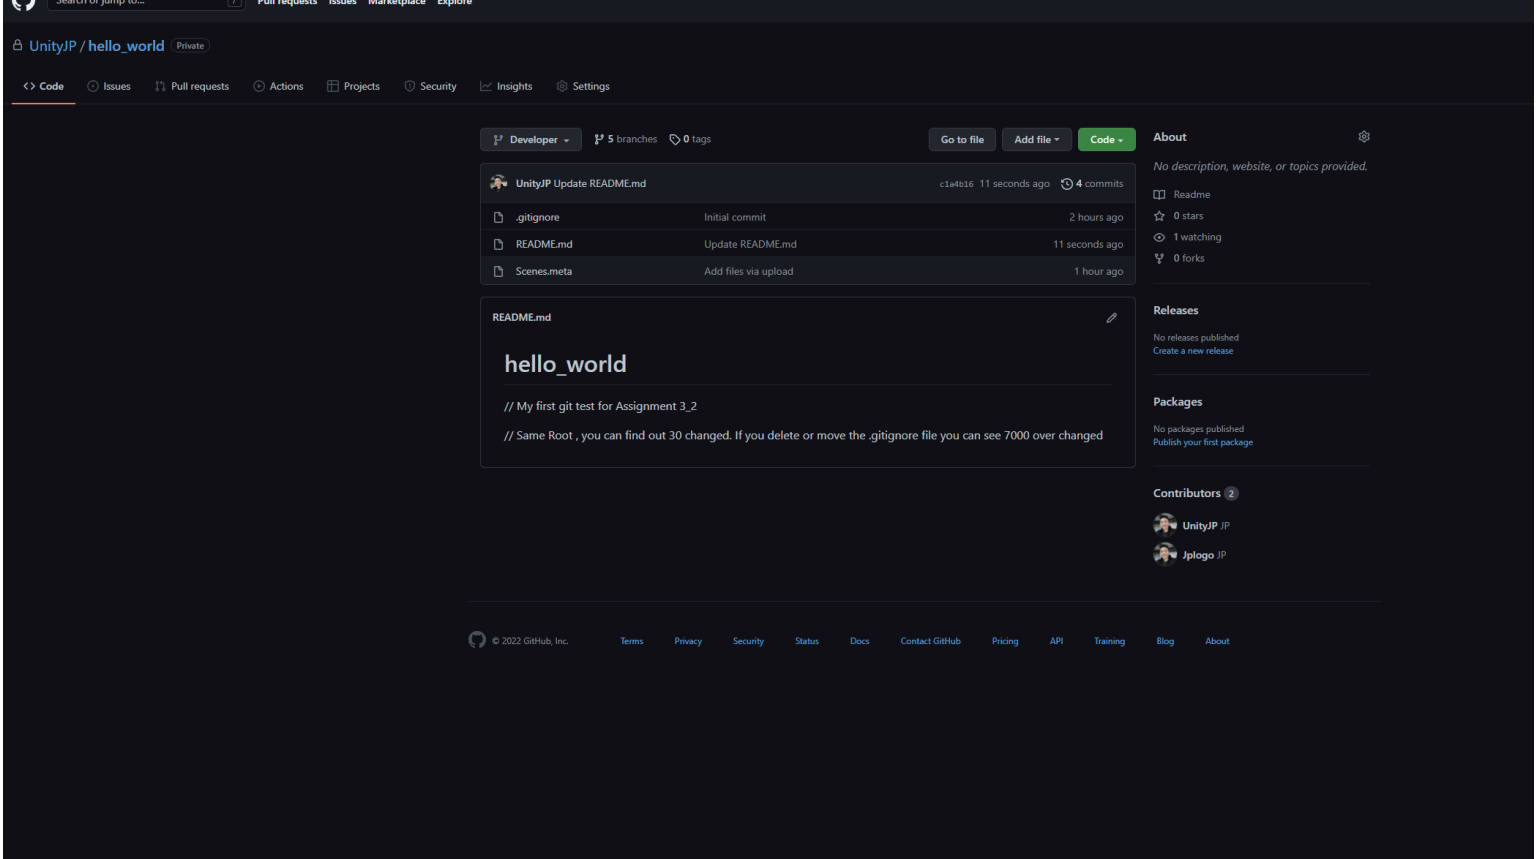 Search or jump to... /
Pull requests Issues Marketplace Explore
UnityJP / hello_world Private
Code Issues Pull requests Actions Projects Security Insights Settings
Developer 5 branches 0 tags Go to file Add file Code
UnityJP Update README.md c1a4b16 11 seconds ago 4 commits
.gitignore Initial commit 2 hours ago
README.md Update README.md 11 seconds ago
Scenes.meta Add files via upload 1 hour ago
README.md
hello_world
// My first git test for Assignment 3_2
// Same Root , you can find out 30 changed. If you delete or move the .gitignore file you can see 7000 over changed
About
No description, website, or topics provided.
Readme
0 stars
1 watching
0 forks
Releases
No releases published
Create a new release
Packages
No packages published
Publish your first package
Contributors 2
UnityJP JP
Jplogo JP
© 2022 GitHub, Inc. Terms Privacy Security Status Docs Contact GitHub Pricing API Training Blog About